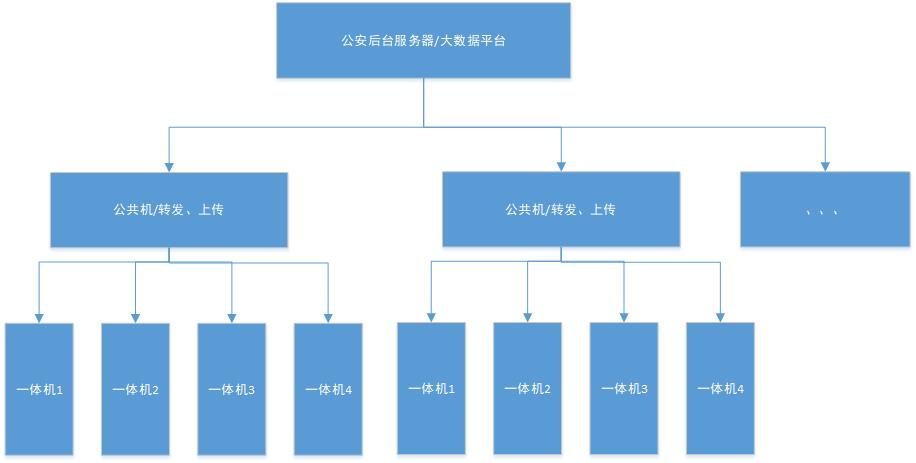 公安后台服务器/大数据平台
公共机/转发、上传
公共机/转发、上传
、、、
一体机1
一体机2
一体机3
一体机4
一体机1
一体机2
一体机3
一体机4